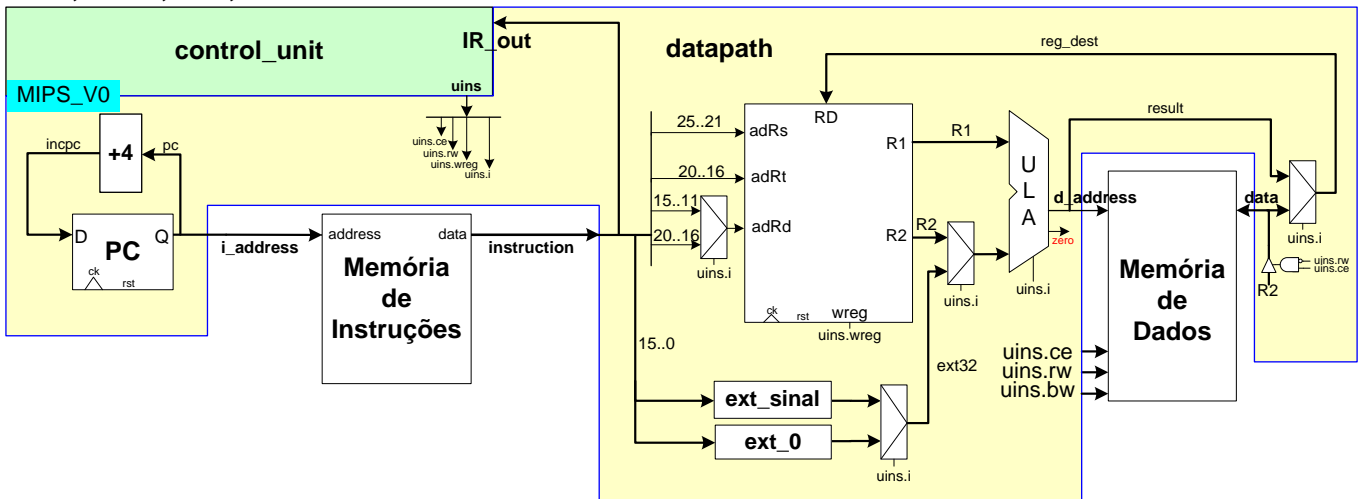 control_unit
IR_out
datapath
reg_dest
MIPS_V0
uins
uins.ce
uins.rw
uins.wreg
uins.i
incpc
+4
pc
D
PC
Q
ck
rst
i_address
address
data
Memória
de
Instruções
instruction
25..21
20..16
15..11
20..16
uins.i
adRs
adRt
adRd
RD
R1
R2
ck
rst
wreg
uins.wreg
R1
R2
uins.i
U
L
A
uins.i
zero
result
d_address
data
Memória
de
Dados
uins.i
uins.rw
uins.ce
R2
uins.ce
uins.rw
uins.bw
15..0
ext32
ext_sinal
ext_0
uins.i